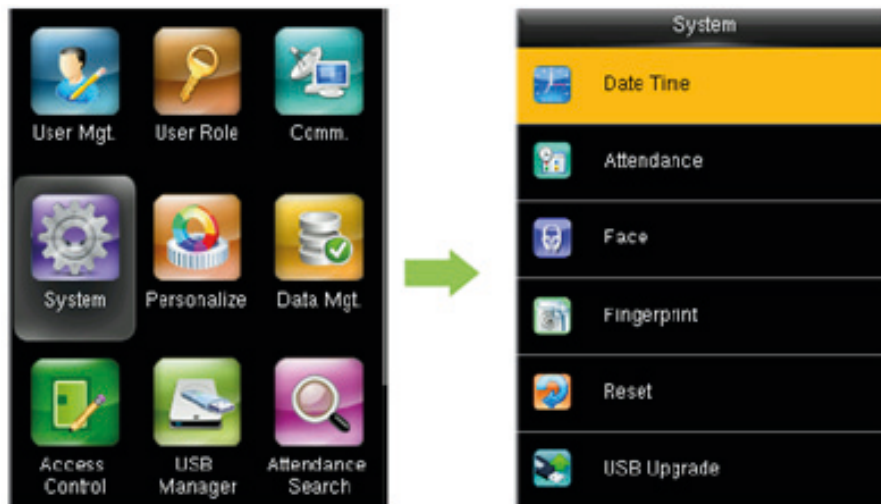 User Mgt.
User Role
Comm.
System
Personalize
Data Mgt.
Access
Control
USB
Manager
Attendance
Search
System
Date Time
Attendance
Face
Fingerprint
Reset
USB Upgrade